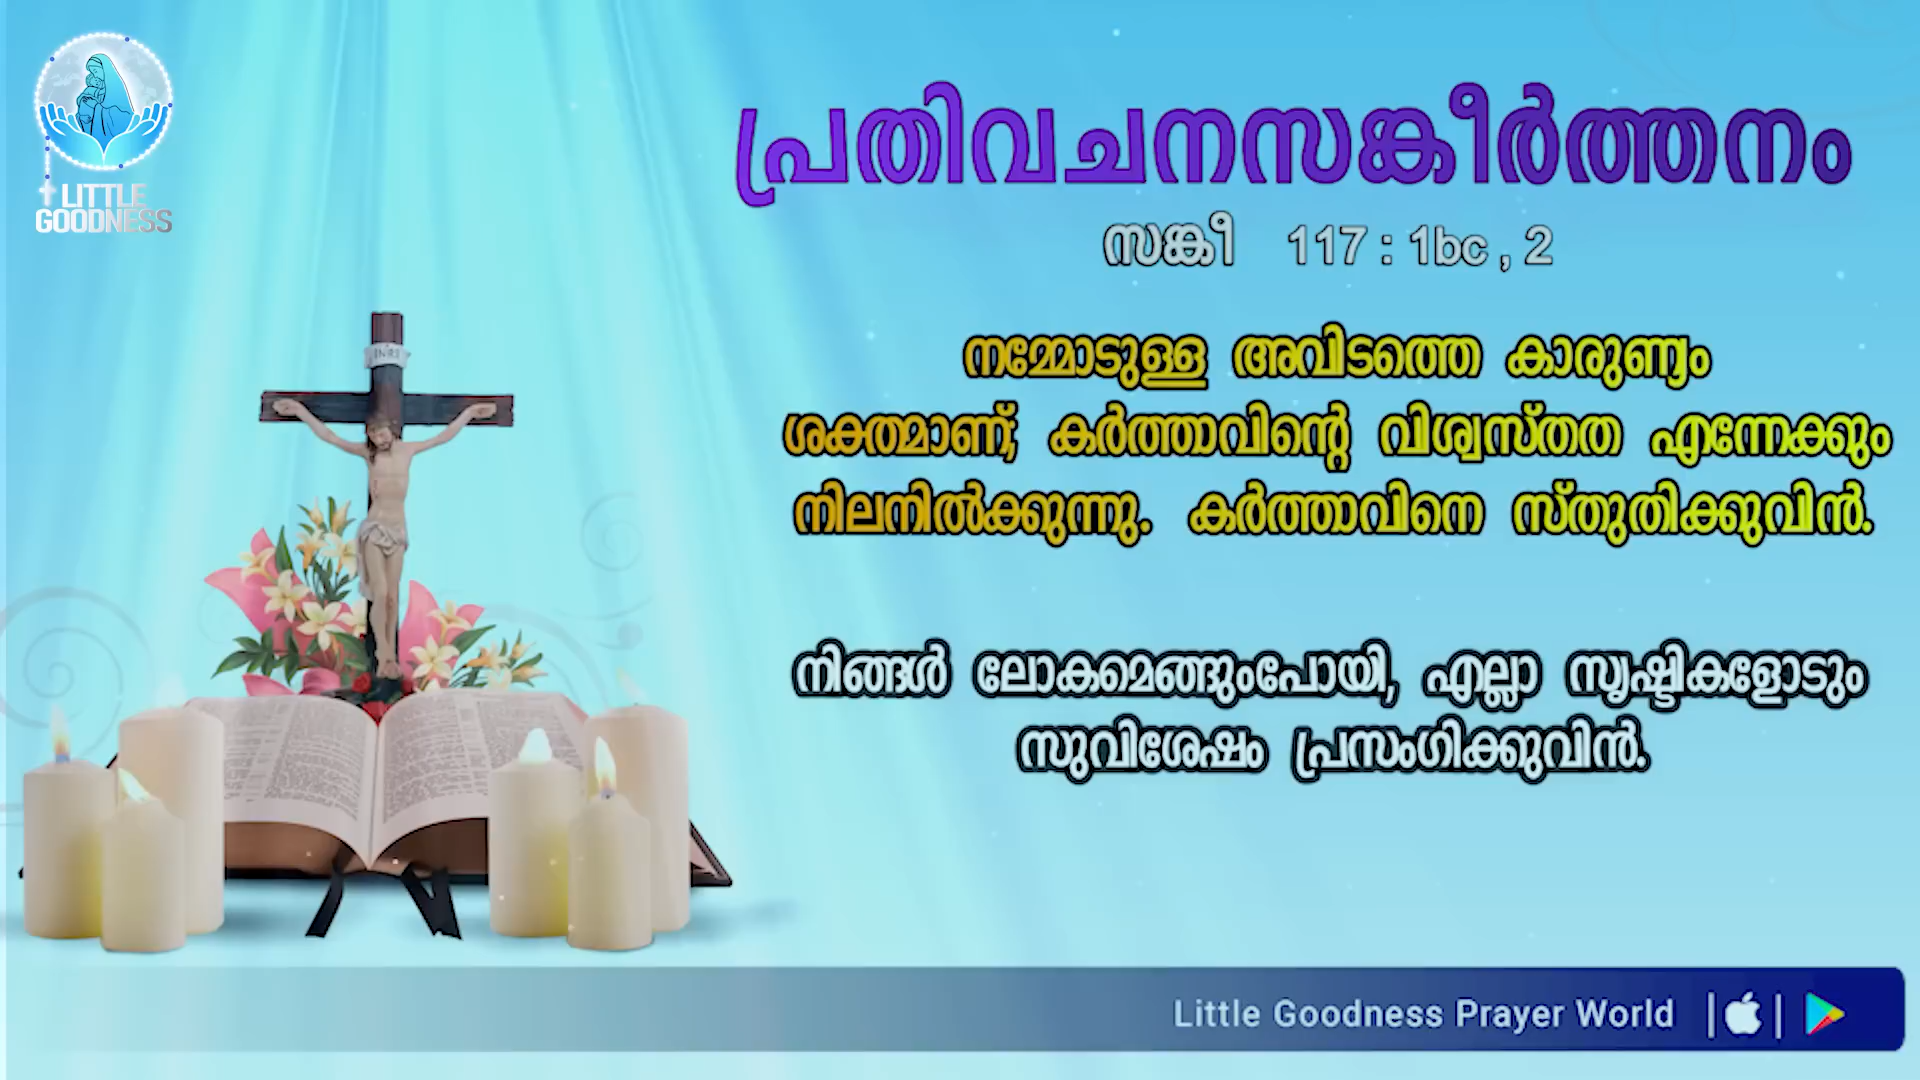 LITTLE
GOODNESS
പ്രതിവചനസങ്കീർത്തനം
സങ്കീ 117 : 1bc , 2
നമ്മോടുള്ള അവിടത്തെ കാരുണ്യം
ശക്തമാണ്; കർത്താവിന്റെ വിശ്വസ്തത എന്നേക്കും
നിലനിൽക്കുന്നു. കർത്താവിനെ സ്തുതിക്കുവിൻ.
നിങ്ങൾ ലോകമെങ്ങുംപോയി, എല്ലാ സൃഷ്ടികളോടും
സുവിശേഷം പ്രസംഗിക്കുവിൻ.
INRI
Little Goodness Prayer World